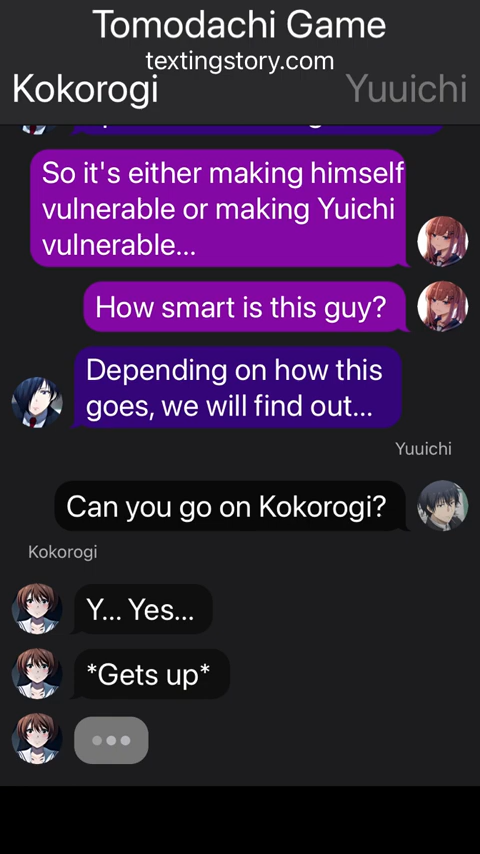 Tomodachi Game
textingstory.com
Kokorogi
Yuuichi
So it's either making himself
vulnerable or making Yuichi
vulnerable...
How smart is this guy?
Depending on how this
goes, we will find out...
Yuuichi
Can you go on Kokorogi?
Kokorogi
Y... Yes...
*Gets up*